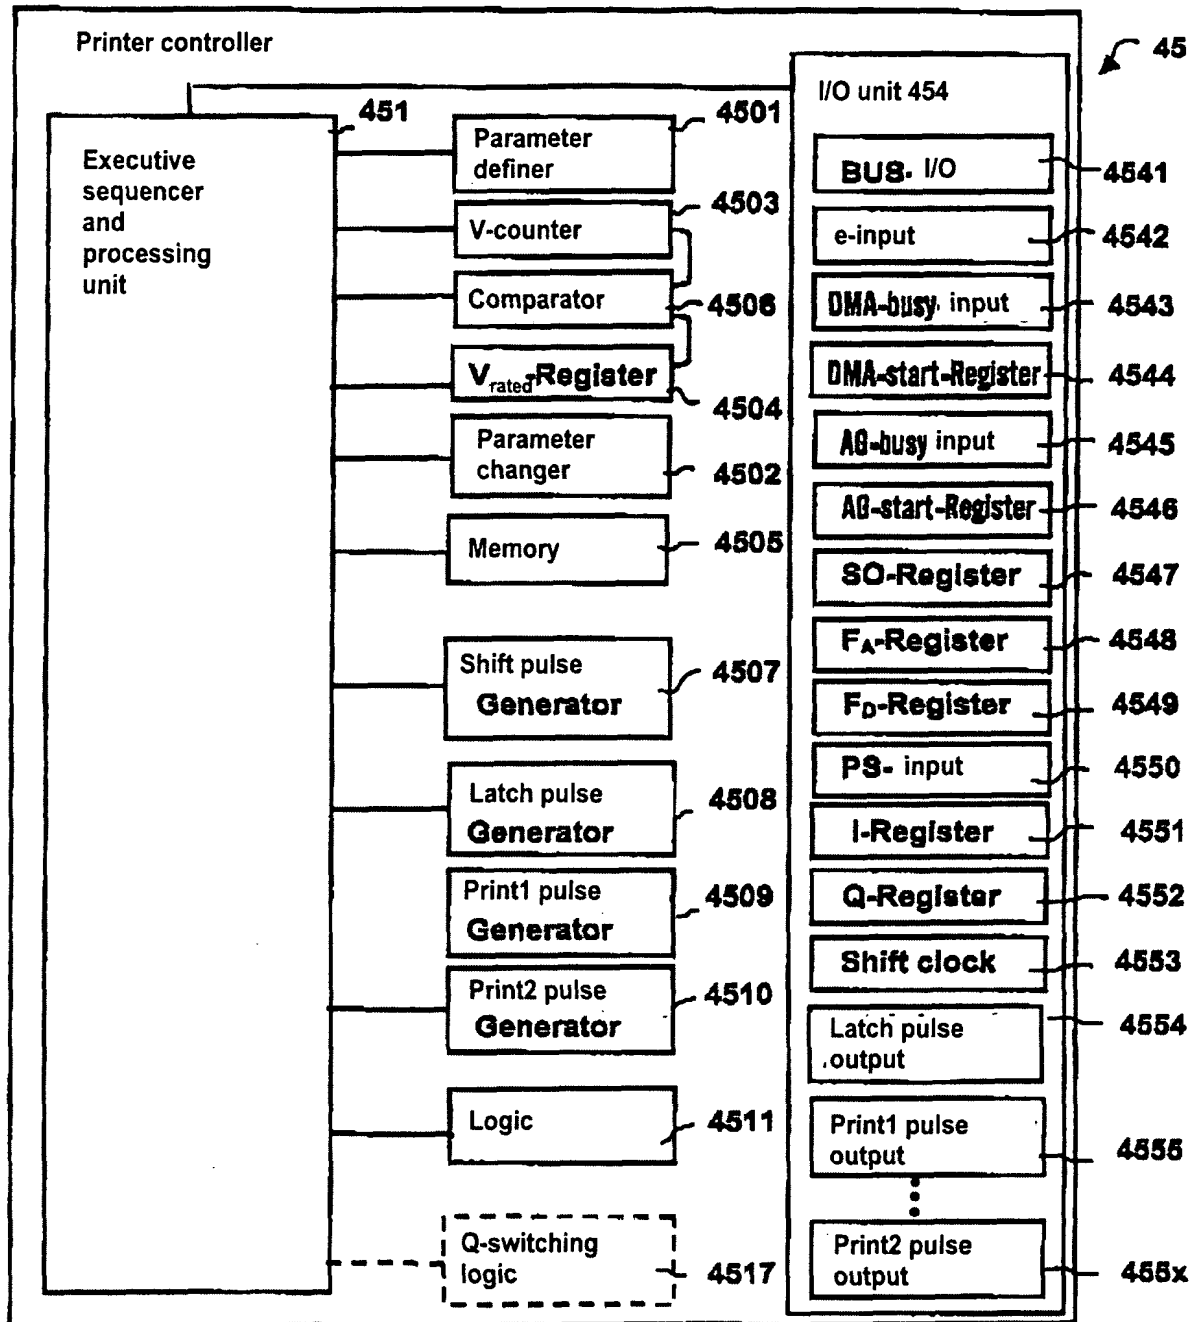 Printer controller
45
451
Executive
sequencer
and
processing
unit
Parameter
definer
4501
V-counter
4503
Comparator
4506
Vrated-Register
4504
Parameter
changer
4502
Memory
4505
Shift pulse
Generator
4507
Latch pulse
Generator
4508
Print1 pulse
Generator
4509
Print2 pulse
Generator
4510
Logic
4511
Q-switching
logic
4517
I/O unit 454
BUS- I/O
4541
e-input
4542
DMA-busy input
4543
DMA-start-Register
4544
AG-busy input
4545
AG-start-Register
4546
SO-Register
4547
FA-Register
4548
FD-Register
4549
PS- input
4550
I-Register
4551
Q-Register
4552
Shift clock
4553
Latch pulse
output
4554
Print1 pulse
output
4555
Print2 pulse
output
455x